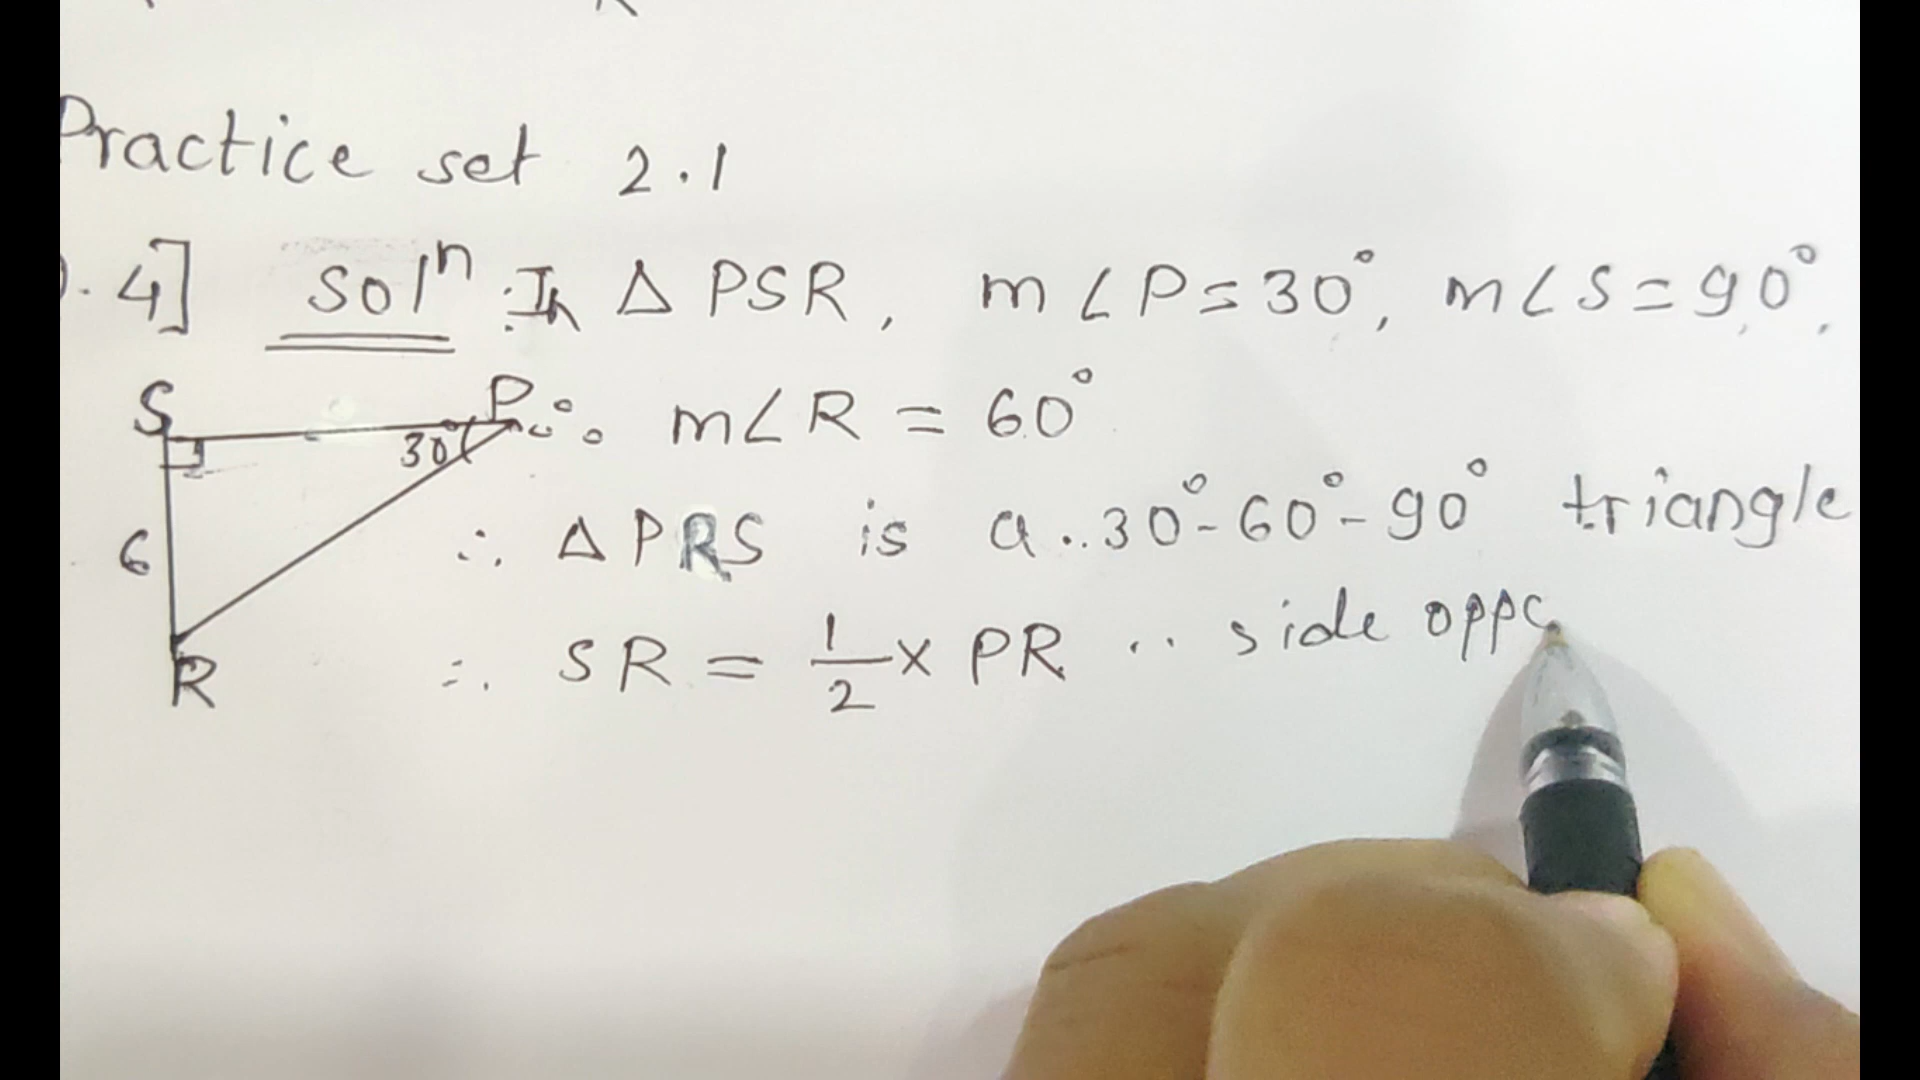 Practice set 2.1
. 4] Solⁿ : In Δ PSR, m∠P = 30°, m∠S = 90°,
S P ∴ m∠R = 60°
30°
∴ Δ PRS is a .. 30° - 60° - 90° triangle
6
∴ SR = 1/2 × PR .. side oppo
R